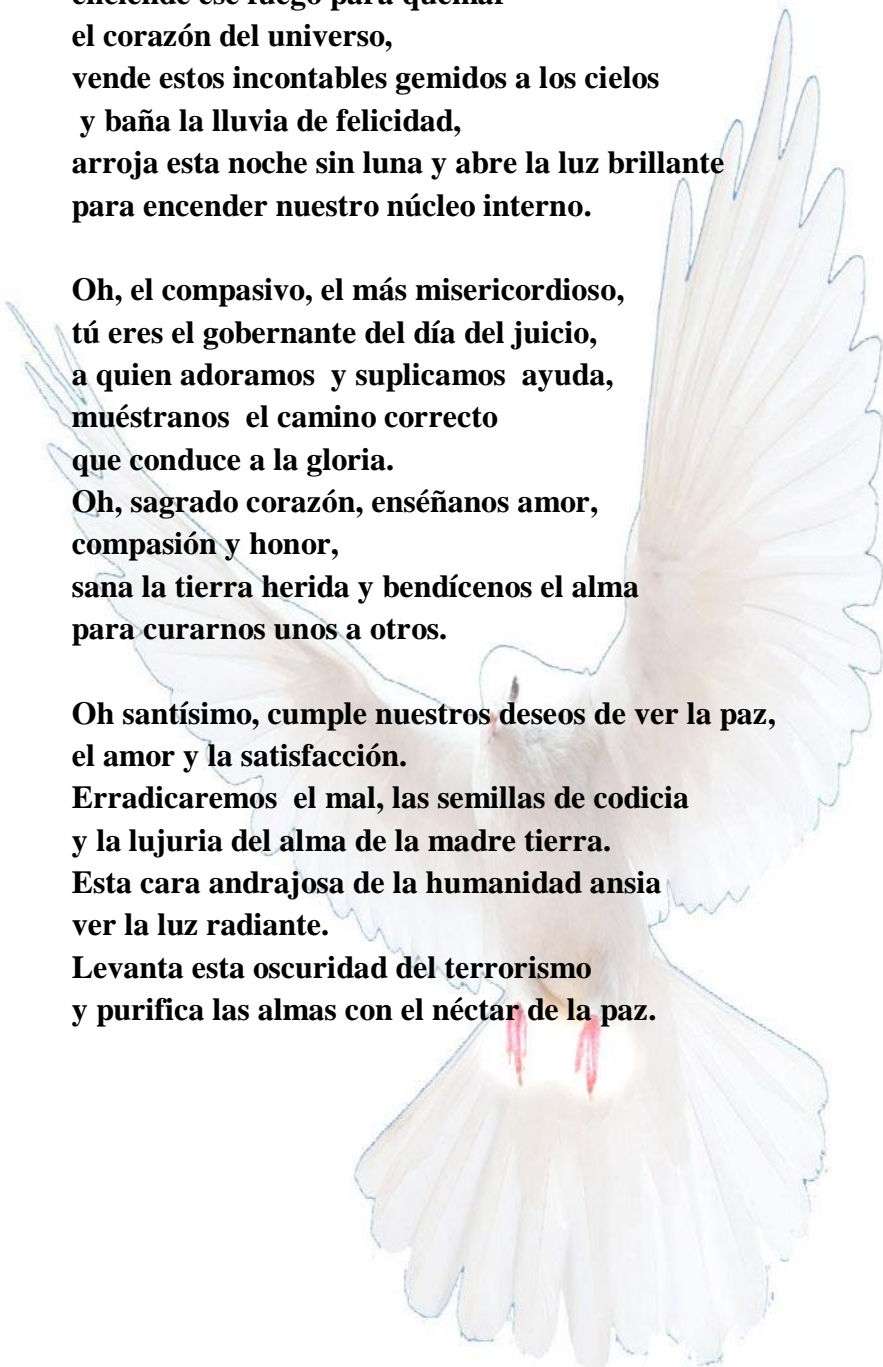 enciende ese fuego para quemar
el corazón del universo,
vende estos incontables gemidos a los cielos
y baña la lluvia de felicidad,
arroja esta noche sin luna y abre la luz brillante
para encender nuestro núcleo interno.

Oh, el compasivo, el más misericordioso,
tú eres el gobernante del día del juicio,
a quien adoramos y suplicamos ayuda,
muéstranos el camino correcto
que conduce a la gloria.
Oh, sagrado corazón, enséñanos amor,
compasión y honor,
sana la tierra herida y bendícenos el alma
para curarnos unos a otros.

Oh santísimo, cumple nuestros deseos de ver la paz,
el amor y la satisfacción.
Erradicaremos el mal, las semillas de codicia
y la lujuria del alma de la madre tierra.
Esta cara andrajosa de la humanidad ansia
ver la luz radiante.
Levanta esta oscuridad del terrorismo
y purifica las almas con el néctar de la paz.